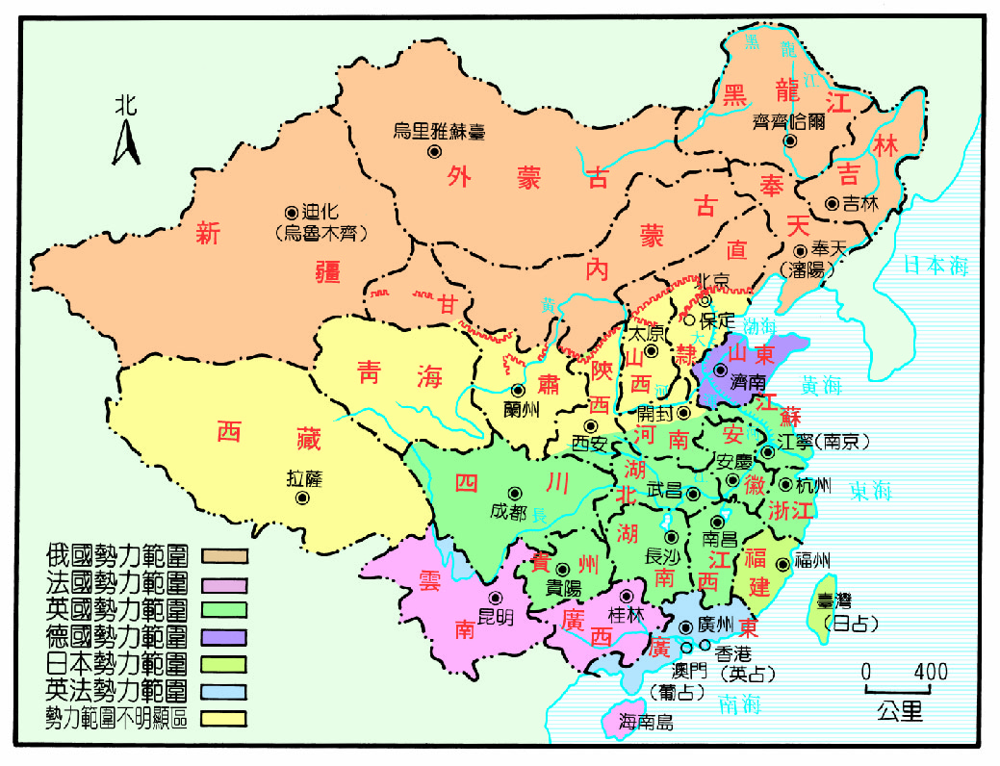 北
黑龍江
黑龍江
齊齊哈爾
吉林
吉林
烏里雅蘇臺
外蒙古
內蒙古
奉天
奉天
(瀋陽)
新疆
迪化
(烏魯木齊)
日本海
直隸
北京
保定
甘肅
黃河
大
渤海
太原
山西
山東
濟南
陝西
青海
蘭州
黃海
江蘇
開封
河南
西安
西藏
拉薩
安徽
安慶
江寧(南京)
四川
成都
長江
湖北
武昌
杭州
浙江
東海
湖南
長沙
南昌
江西
貴州
貴陽
福建
福州
雲南
昆明
廣西
桂林
廣東
廣州
香港
(英占)
澳門
(葡占)
臺灣
(日占)
南海
海南島
俄國勢力範圍
法國勢力範圍
英國勢力範圍
德國勢力範圍
日本勢力範圍
英法勢力範圍
勢力範圍不明顯區
0 400
公里